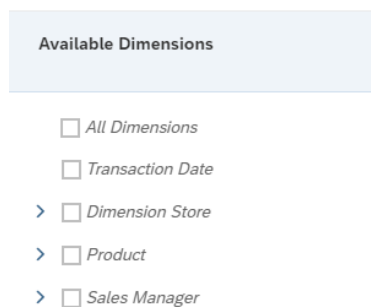 Available Dimensions
All Dimensions
Transaction Date
Dimension Store
Product
Sales Manager